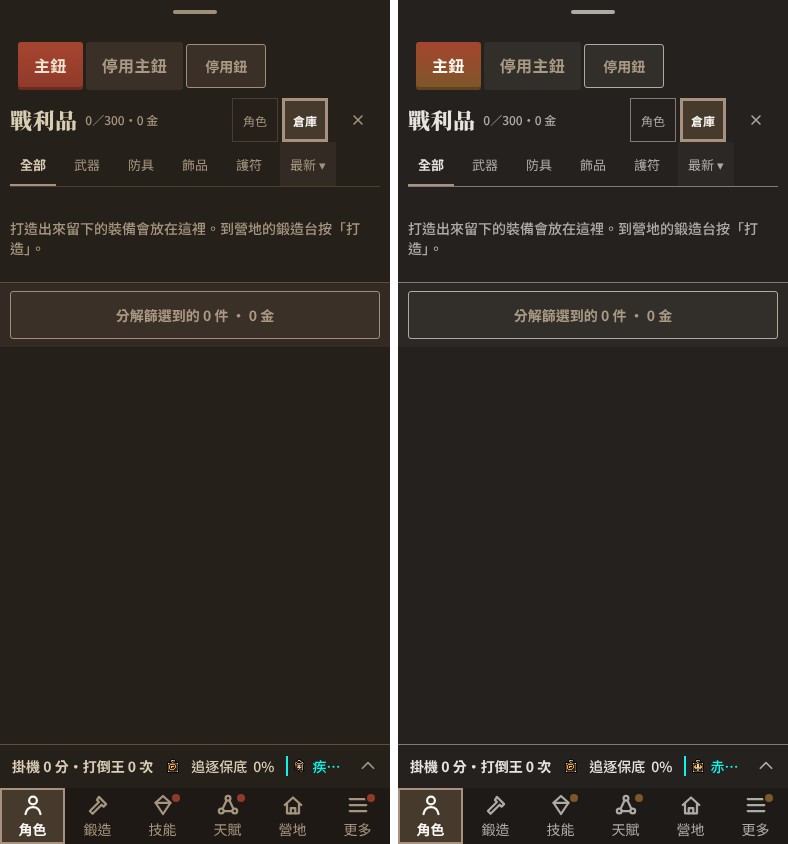 主鈕 停用主鈕 停用鈕
戰利品 0／300・0 金 角色 倉庫 ×
全部 武器 防具 飾品 護符 最新 ▾
打造出來留下的裝備會放在這裡。到營地的鍛造台按「打
造」。
分解篩選到的 0 件 ・ 0 金
掛機 0 分・打倒王 0 次 追逐保底 0% 疾…
角色 鍛造 技能 天賦 營地 更多
主鈕 停用主鈕 停用鈕
戰利品 0／300・0 金 角色 倉庫 ×
全部 武器 防具 飾品 護符 最新 ▾
打造出來留下的裝備會放在這裡。到營地的鍛造台按「打
造」。
分解篩選到的 0 件 ・ 0 金
掛機 0 分・打倒王 0 次 追逐保底 0% 赤…
角色 鍛造 技能 天賦 營地 更多